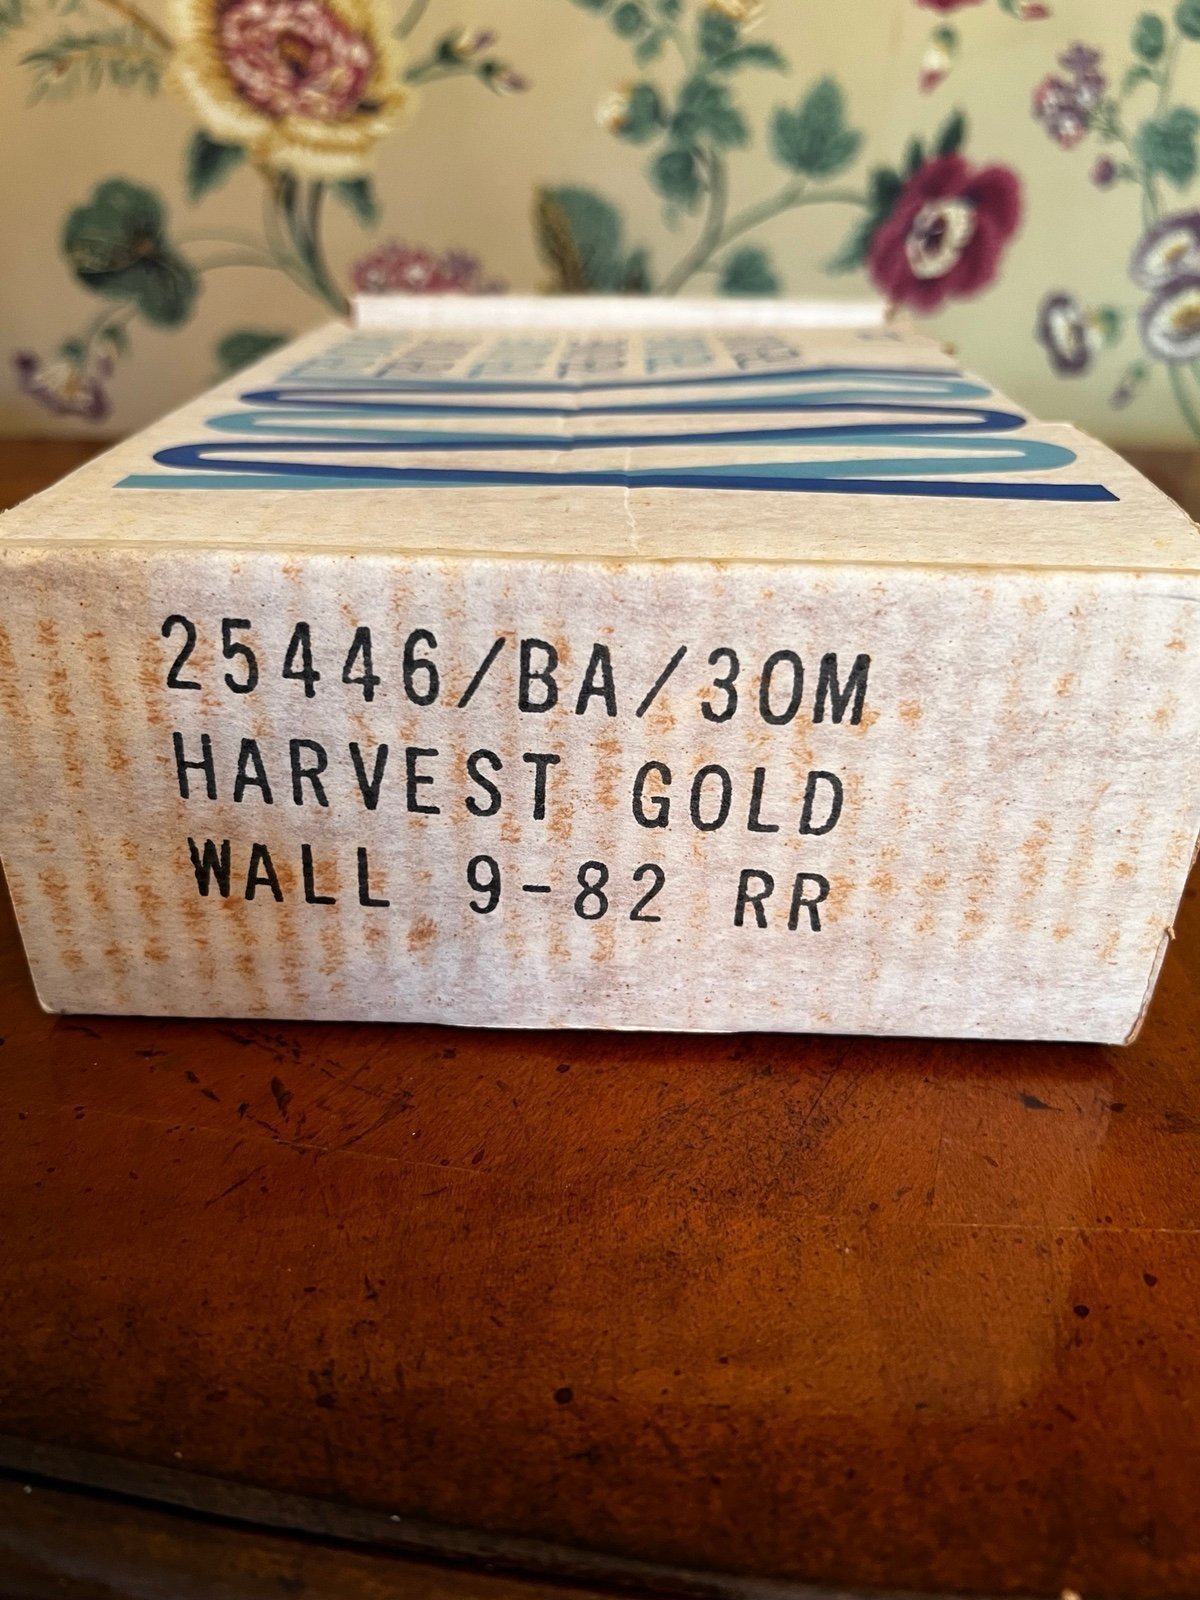 25446/BA/30M
HARVEST GOLD
WALL 9-82 RR